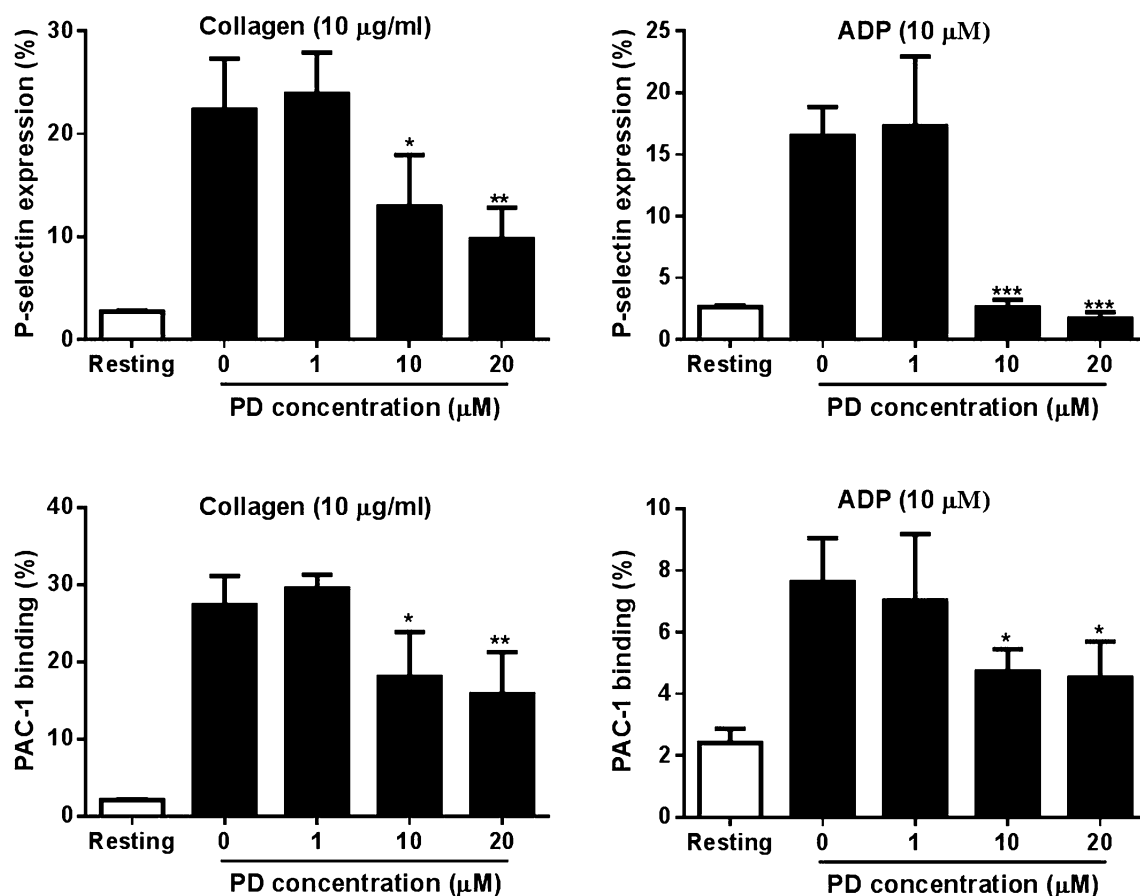 Collagen (10 μg/ml)
P-selectin expression (%)
30
20
10
0
*
**
Resting 0 1 10 20
PD concentration (μM)
ADP (10 μM)
P-selectin expression (%)
25
20
15
10
5
0
***
***
Resting 0 1 10 20
PD concentration (μM)
Collagen (10 μg/ml)
PAC-1 binding (%)
40
30
20
10
0
*
**
Resting 0 1 10 20
PD concentration (μM)
ADP (10 μM)
PAC-1 binding (%)
10
8
6
4
2
0
*
*
Resting 0 1 10 20
PD concentration (μM)